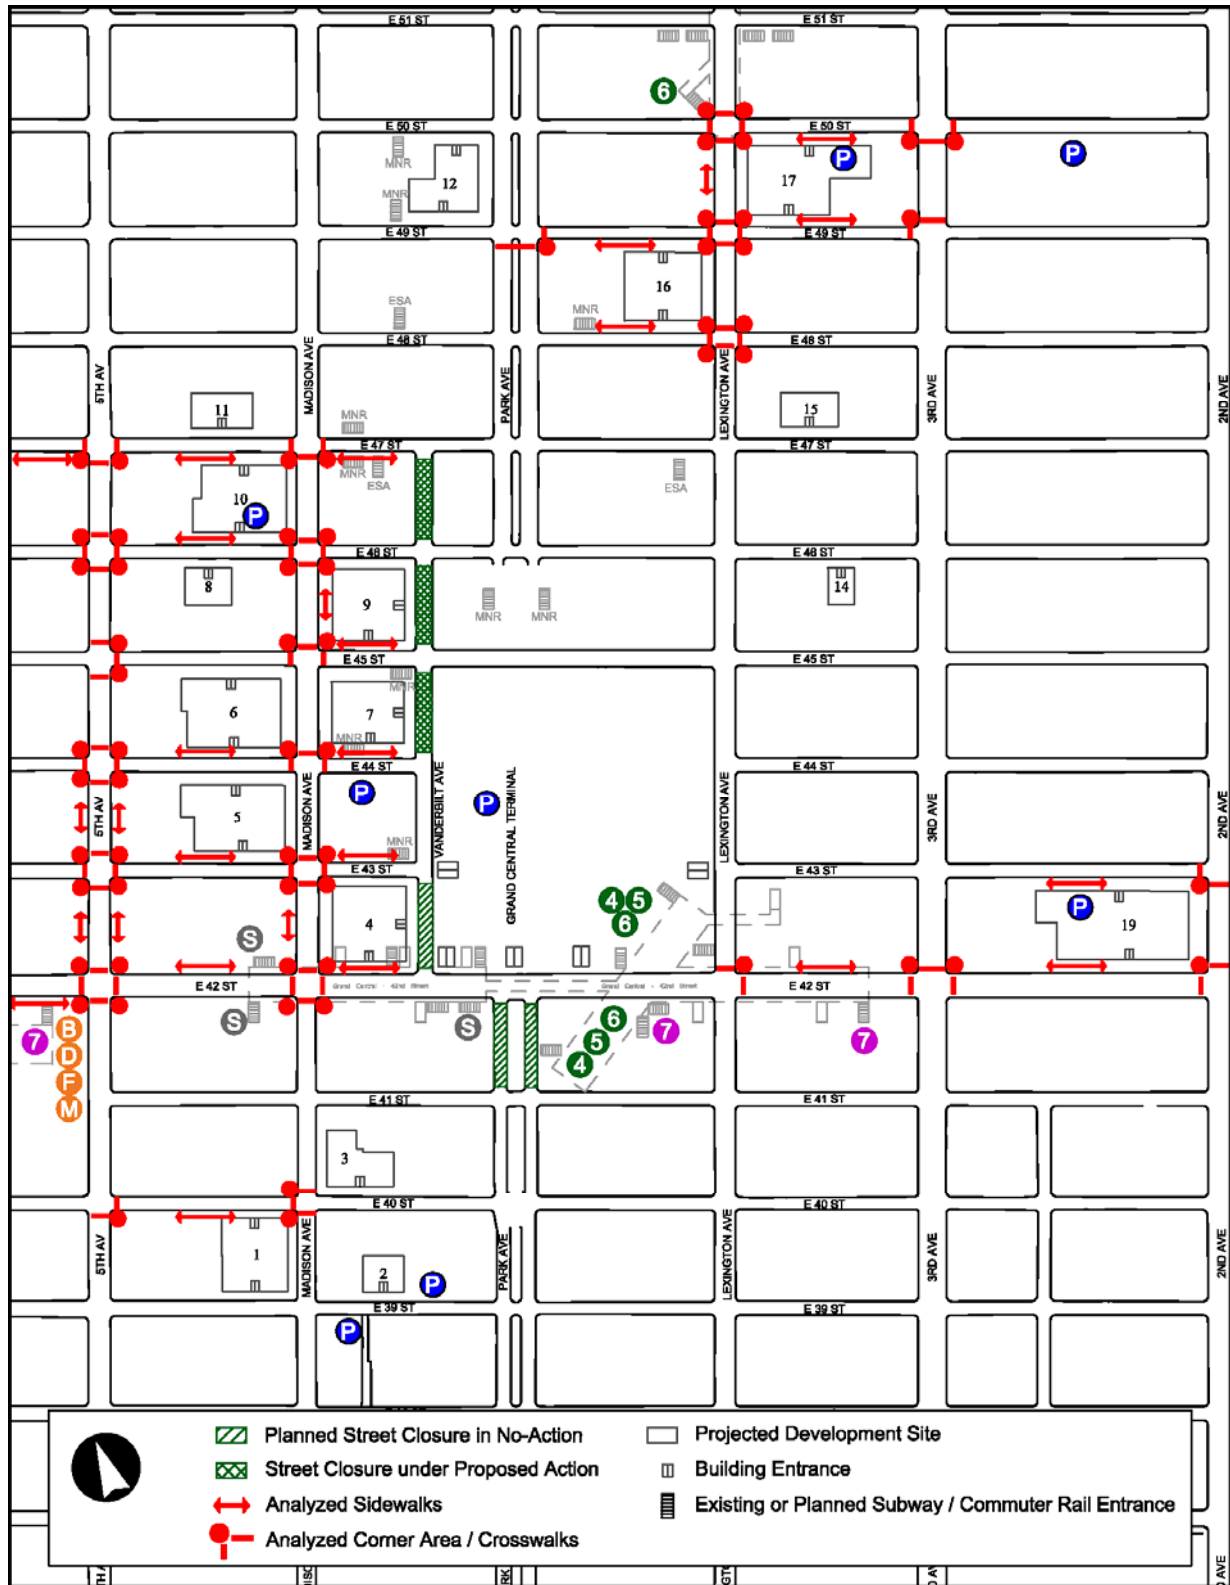 E 51 ST
E 51 ST
6
E 50 ST
E 50 ST
MNR
P
P
12
17
MNR
E 49 ST
E 49 ST
16
ESA
MNR
E 48 ST
E 48 ST
5TH AV
MADISON AVE
PARK AVE
LEXINGTON AVE
3RD AVE
2ND AVE
11
15
MNR
E 47 ST
E 47 ST
MNR
ESA
ESA
10
P
E 46 ST
E 46 ST
8
9
14
MNR
MNR
E 45 ST
E 45 ST
MNR
6
7
MNR
E 44 ST
E 44 ST
P
P
5TH AV
MADISON AVE
VANDERBILT AVE
GRAND CENTRAL TERMINAL
LEXINGTON AVE
3RD AVE
2ND AVE
5
MNR
E 43 ST
E 43 ST
4 5
6
P
4
19
S
E 42 ST
Grand Central - 42nd Street
Grand Central - 42nd Street
E 42 ST
S
S
6
7
7
7
B
D
F
M
5
4
E 41 ST
E 41 ST
3
E 40 ST
E 40 ST
5TH AV
MADISON AVE
PARK AVE
LEXINGTON AVE
3RD AVE
2ND AVE
1
2
P
E 39 ST
E 39 ST
P
Planned Street Closure in No-Action
Projected Development Site
Street Closure under Proposed Action
Building Entrance
Analyzed Sidewalks
Existing or Planned Subway / Commuter Rail Entrance
Analyzed Corner Area / Crosswalks